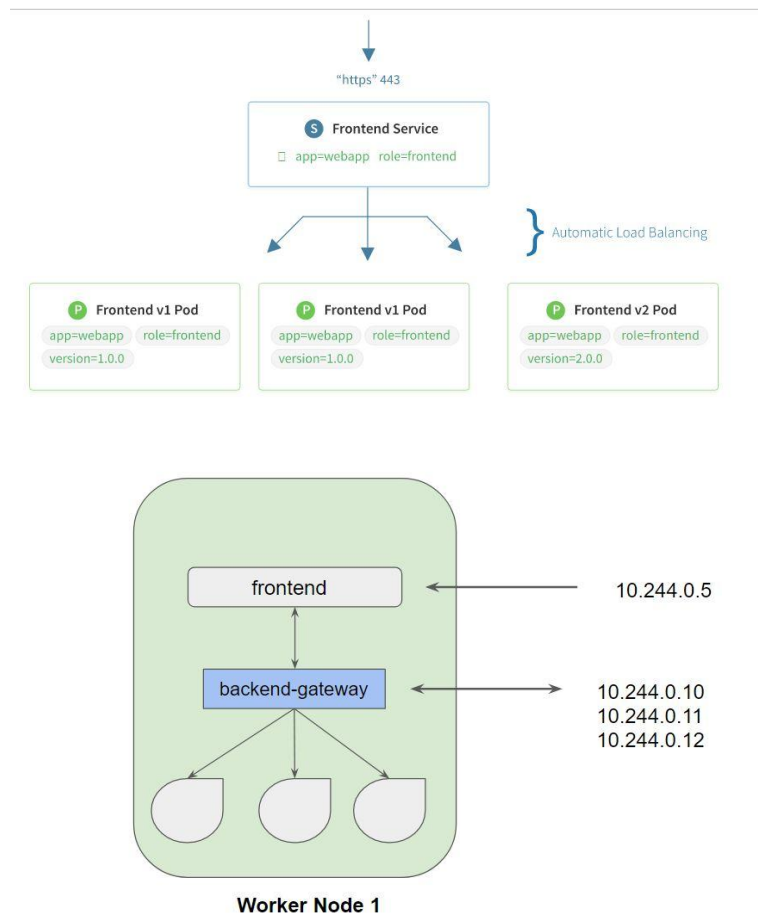 “https” 443
S Frontend Service
app=webapp role=frontend
Automatic Load Balancing
P Frontend v1 Pod
app=webapp role=frontend
version=1.0.0
P Frontend v1 Pod
app=webapp role=frontend
version=1.0.0
P Frontend v2 Pod
app=webapp role=frontend
version=2.0.0
frontend
10.244.0.5
backend-gateway
10.244.0.10
10.244.0.11
10.244.0.12
Worker Node 1